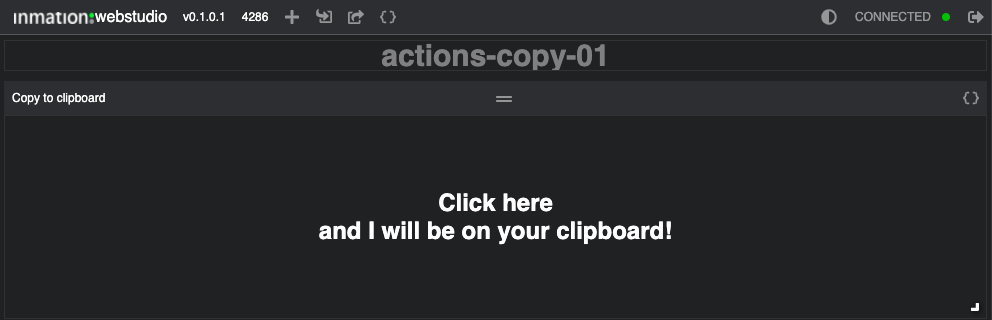 inmation:webstudio v0.1.0.1 4286 CONNECTED
actions-copy-01
Copy to clipboard
Click here
and I will be on your clipboard!